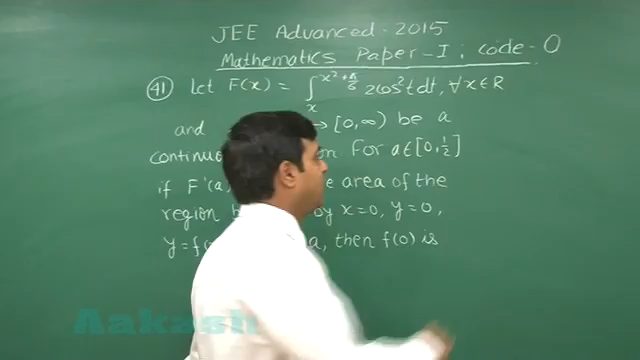 JEE Advanced - 2015
Mathematics Paper - I ; code - 0
(41) Let F(x) = ∫ₓ^(x²+π/6) 2cos²t dt, ∀x∈R
and → [0,∞) be a
For a∈[0,1/2]
if F'(a) area of the
region by x=0, y=0,
y=f( a, then f(0) is
Aakash